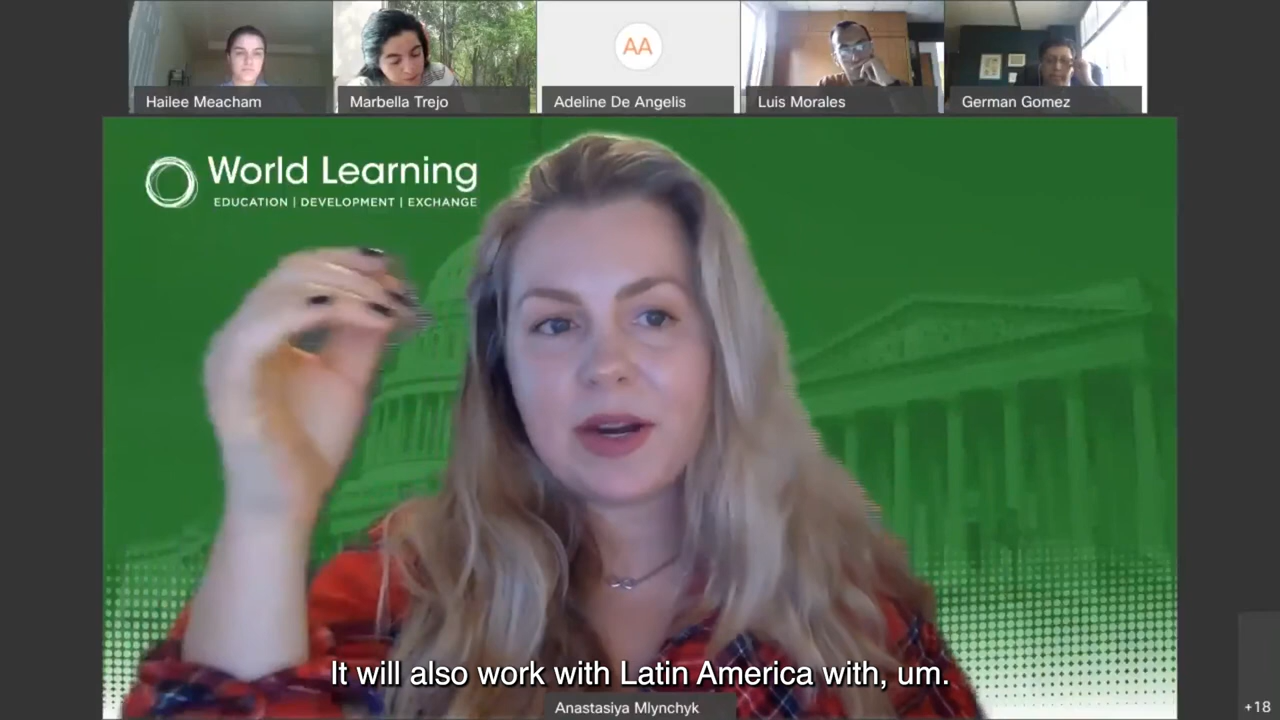 Hailee Meacham
Marbella Trejo
AA
Adeline De Angelis
Luis Morales
German Gomez
World Learning
EDUCATION | DEVELOPMENT | EXCHANGE
It will also work with Latin America with, um.
Anastasiya Mlynchyk
+18